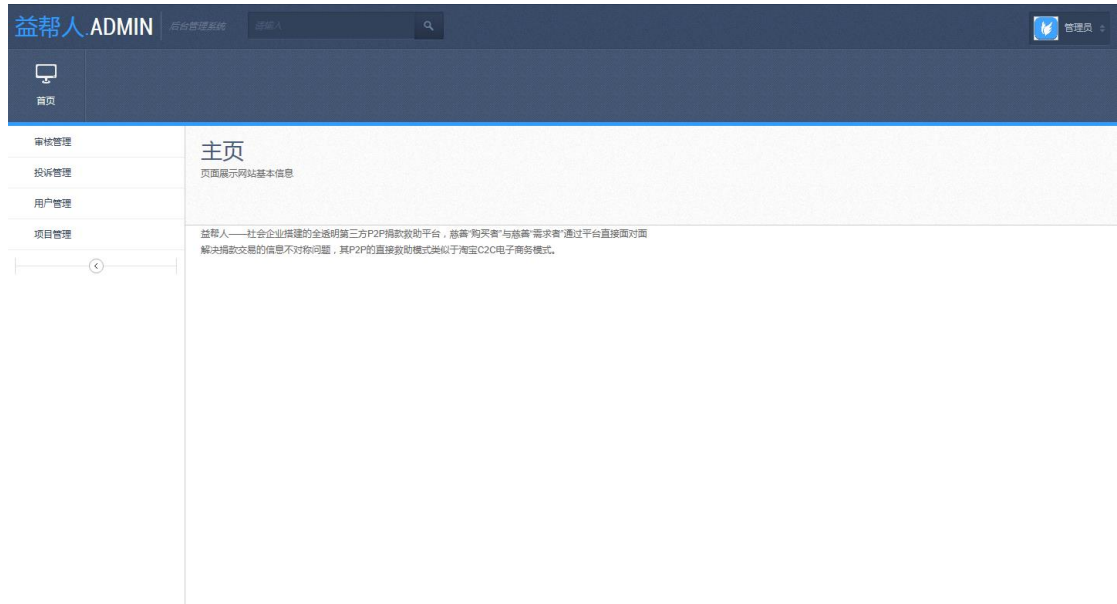 益帮人.ADMIN 后台管理系统 请输入 管理员
首页
审核管理
投诉管理
用户管理
项目管理
主页
页面展示网站基本信息
益帮人——社会企业搭建的全透明第三方P2P捐款救助平台，慈善“购买者”与慈善“需求者”通过平台直接面对面
解决捐款交易的信息不对称问题，其P2P的直接救助模式类似于淘宝C2C电子商务模式。